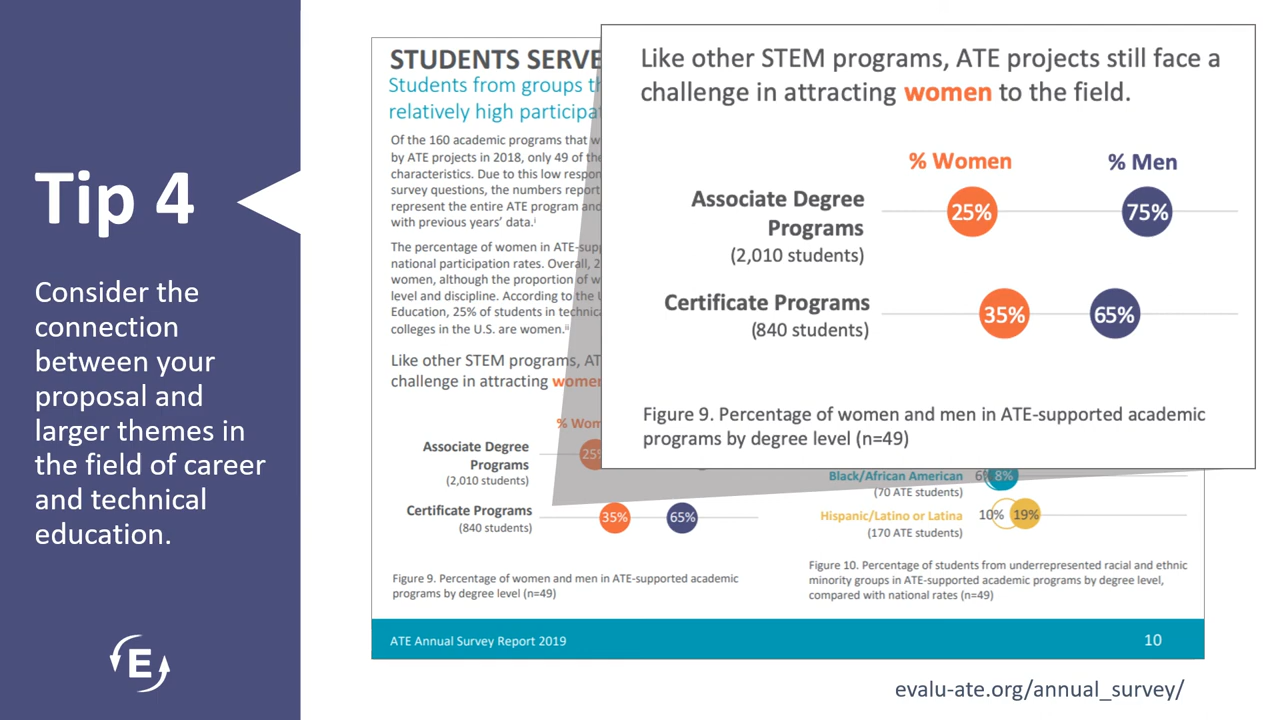 Tip 4
Consider the
connection
between your
proposal and
larger themes in
the field of career
and technical
education.
E
STUDENTS SERVE
Students from groups
relatively high
Of the 160 academic programs that
by ATE projects in 2018, only 49 of
characteristics. Due to this low
survey questions, the numbers
represent the entire ATE program
with previous years' data.i
The percentage of women in
national participation rates. Overall,
women, although the proportion of
level and discipline. According to the
Education, 25% of students in
colleges in the U.S. are women.ii
Like other STEM programs,
challenge in attracting
% Wom
Associate Degree 25
Programs
(2,010 students)
Certificate Programs 35% 65%
(840 students)
Figure 9. Percentage of women and men in ATE-supported academic
programs by degree level (n=49)
Like other STEM programs, ATE projects still face a
challenge in attracting women to the field.
% Women % Men
Associate Degree 25% 75%
Programs
(2,010 students)
Certificate Programs 35% 65%
(840 students)
Figure 9. Percentage of women and men in ATE-supported academic
programs by degree level (n=49)
Black/African American 8%
(70 ATE students)
Hispanic/Latino or Latina 10% 19%
(170 ATE students)
Figure 10. Percentage of students from underrepresented racial and ethnic
minority groups in ATE-supported academic programs by degree level,
compared with national rates (n=49)
ATE Annual Survey Report 2019 10
evalu-ate.org/annual_survey/